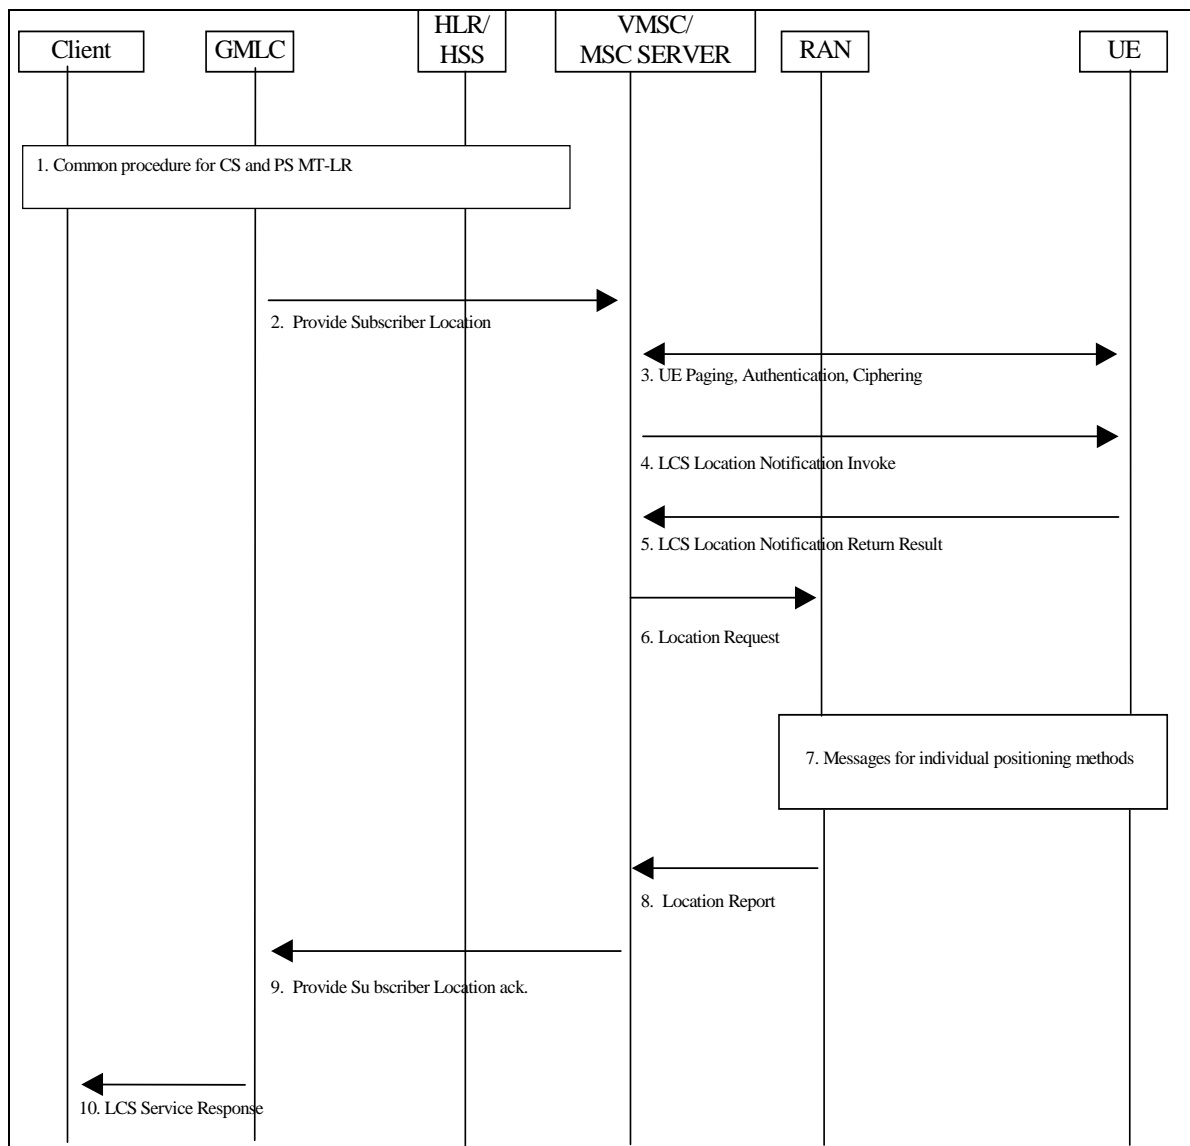 Client
GMLC
HLR/
HSS
VMSC/
MSC SERVER
RAN
UE
1. Common procedure for CS and PS MT-LR
2. Provide Subscriber Location
3. UE Paging, Authentication, Ciphering
4. LCS Location Notification Invoke
5. LCS Location Notification Return Result
6. Location Request
7. Messages for individual positioning methods
8. Location Report
9. Provide Su bscriber Location ack.
10. LCS Service Response